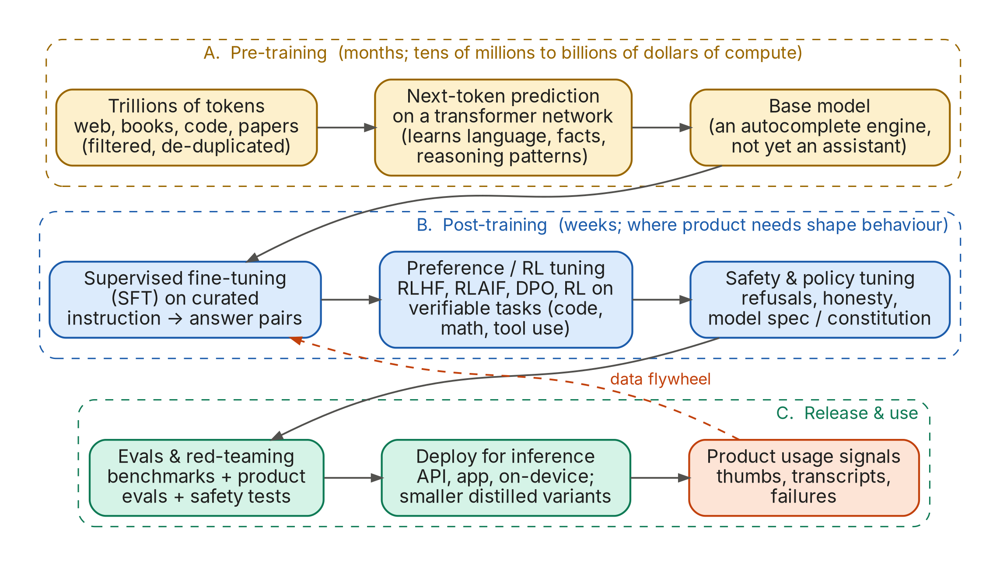 A.  Pre-training  (months; tens of millions to billions of dollars of compute)
Trillions of tokens
web, books, code, papers
(filtered, de-duplicated)
Next-token prediction
on a transformer network
(learns language, facts,
reasoning patterns)
Base model
(an autocomplete engine,
not yet an assistant)
B.  Post-training  (weeks; where product needs shape behaviour)
Supervised fine-tuning
(SFT) on curated
instruction → answer pairs
Preference / RL tuning
RLHF, RLAIF, DPO, RL on
verifiable tasks (code,
math, tool use)
Safety & policy tuning
refusals, honesty,
model spec / constitution
data flywheel
C.  Release & use
Evals & red-teaming
benchmarks + product
evals + safety tests
Deploy for inference
API, app, on-device;
smaller distilled variants
Product usage signals
thumbs, transcripts,
failures